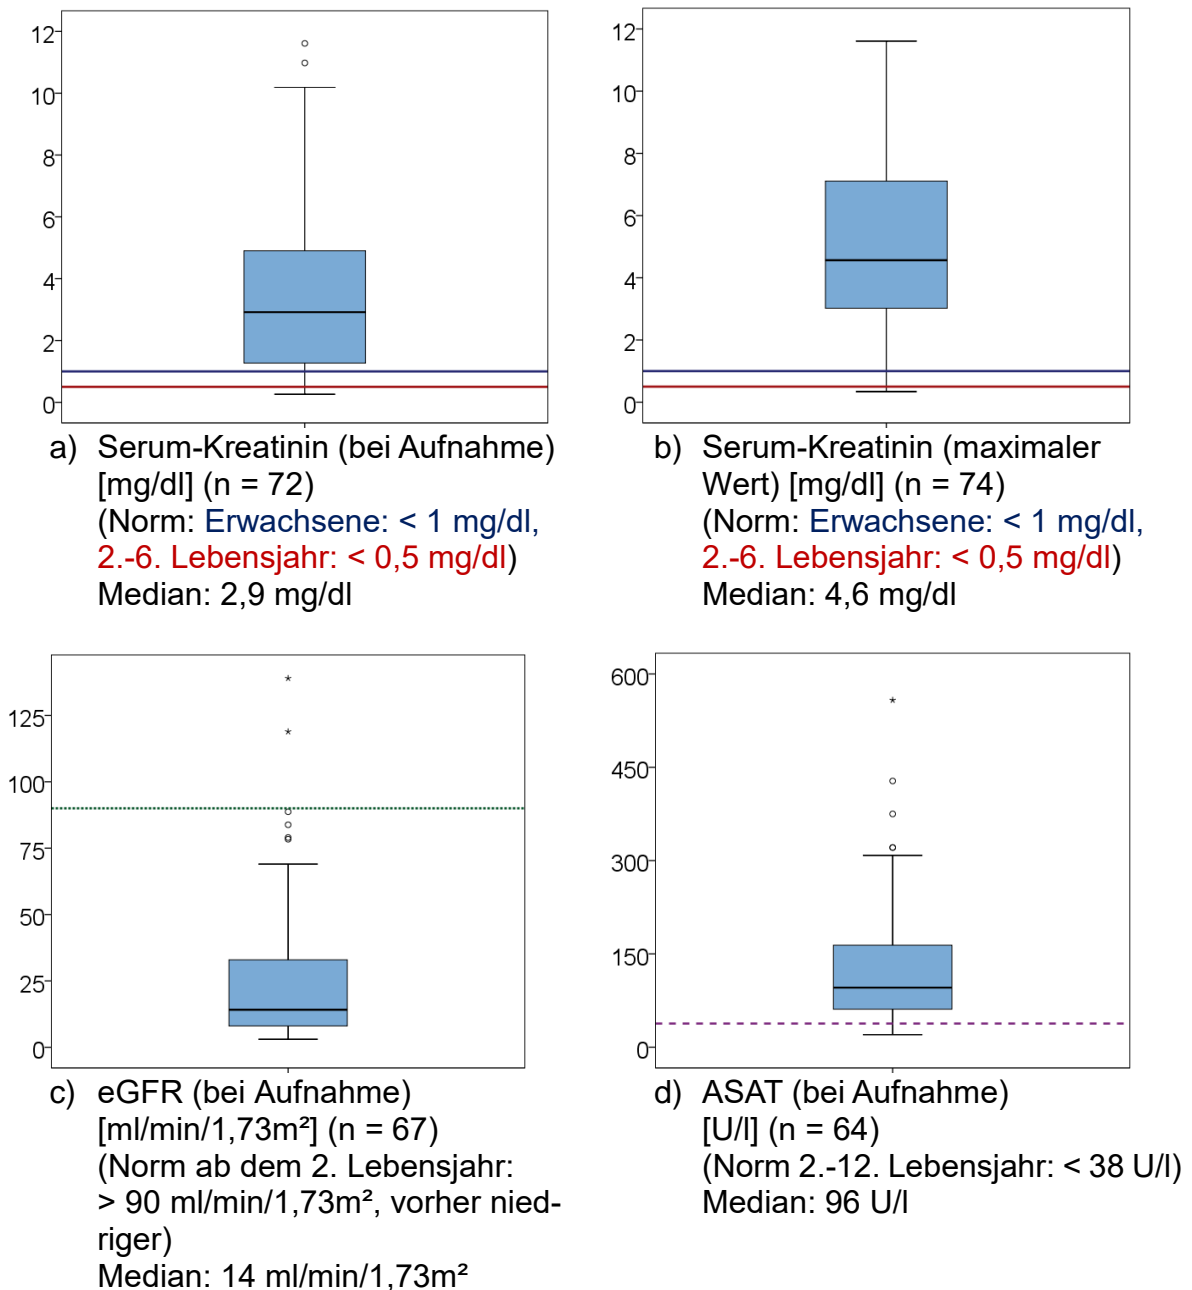 12
10
8
6
4
2
0
a) Serum-Kreatinin (bei Aufnahme)
[mg/dl] (n = 72)
(Norm: Erwachsene: < 1 mg/dl,
2.-6. Lebensjahr: < 0,5 mg/dl)
Median: 2,9 mg/dl
12
10
8
6
4
2
0
b) Serum-Kreatinin (maximaler
Wert) [mg/dl] (n = 74)
(Norm: Erwachsene: < 1 mg/dl,
2.-6. Lebensjahr: < 0,5 mg/dl)
Median: 4,6 mg/dl
125
100
75
50
25
0
c) eGFR (bei Aufnahme)
[ml/min/1,73m²] (n = 67)
(Norm ab dem 2. Lebensjahr:
> 90 ml/min/1,73m², vorher nied-
riger)
Median: 14 ml/min/1,73m²
600
450
300
150
0
d) ASAT (bei Aufnahme)
[U/l] (n = 64)
(Norm 2.-12. Lebensjahr: < 38 U/l)
Median: 96 U/l